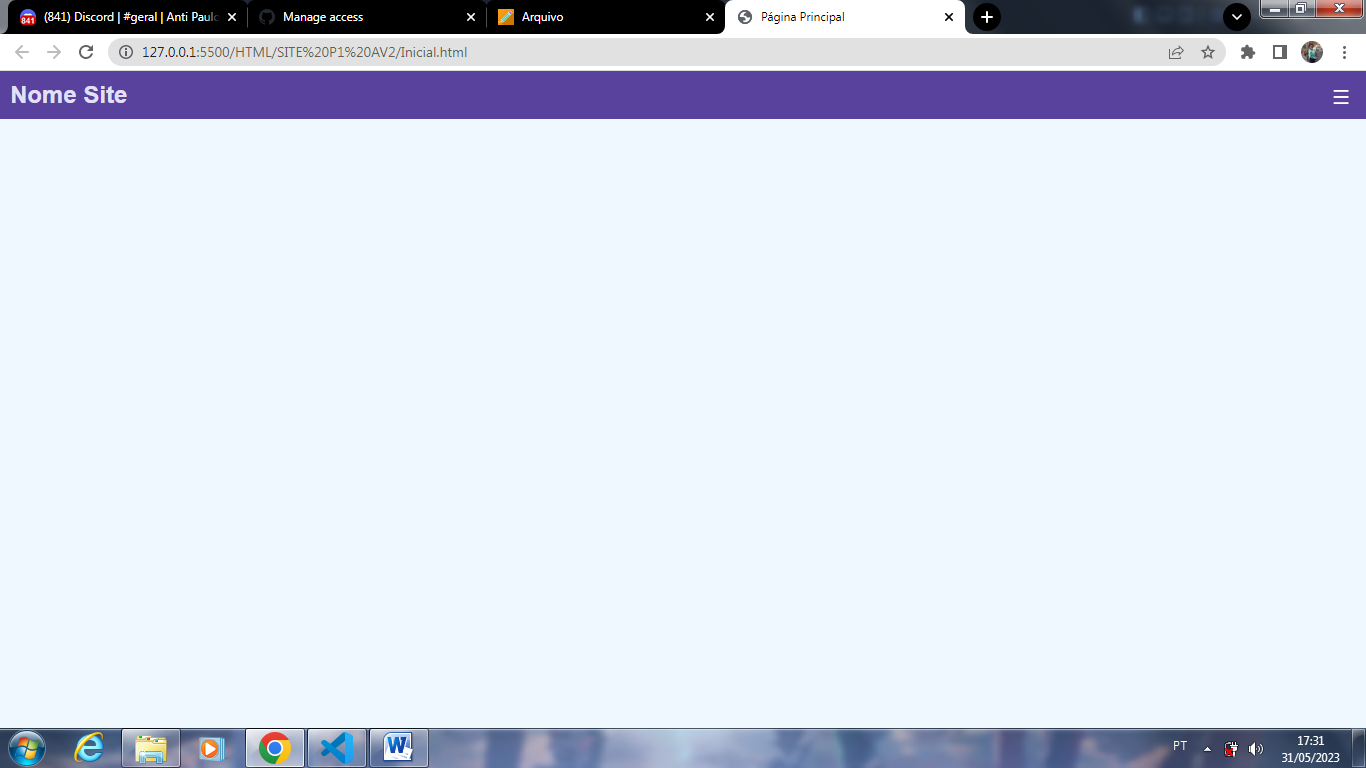 841
(841) Discord | #geral | Anti Paulo
Manage access
Arquivo
Página Principal
127.0.0.1:5500/HTML/SITE%20P1%20AV2/Inicial.html
Nome Site
PT
17:31
31/05/2023